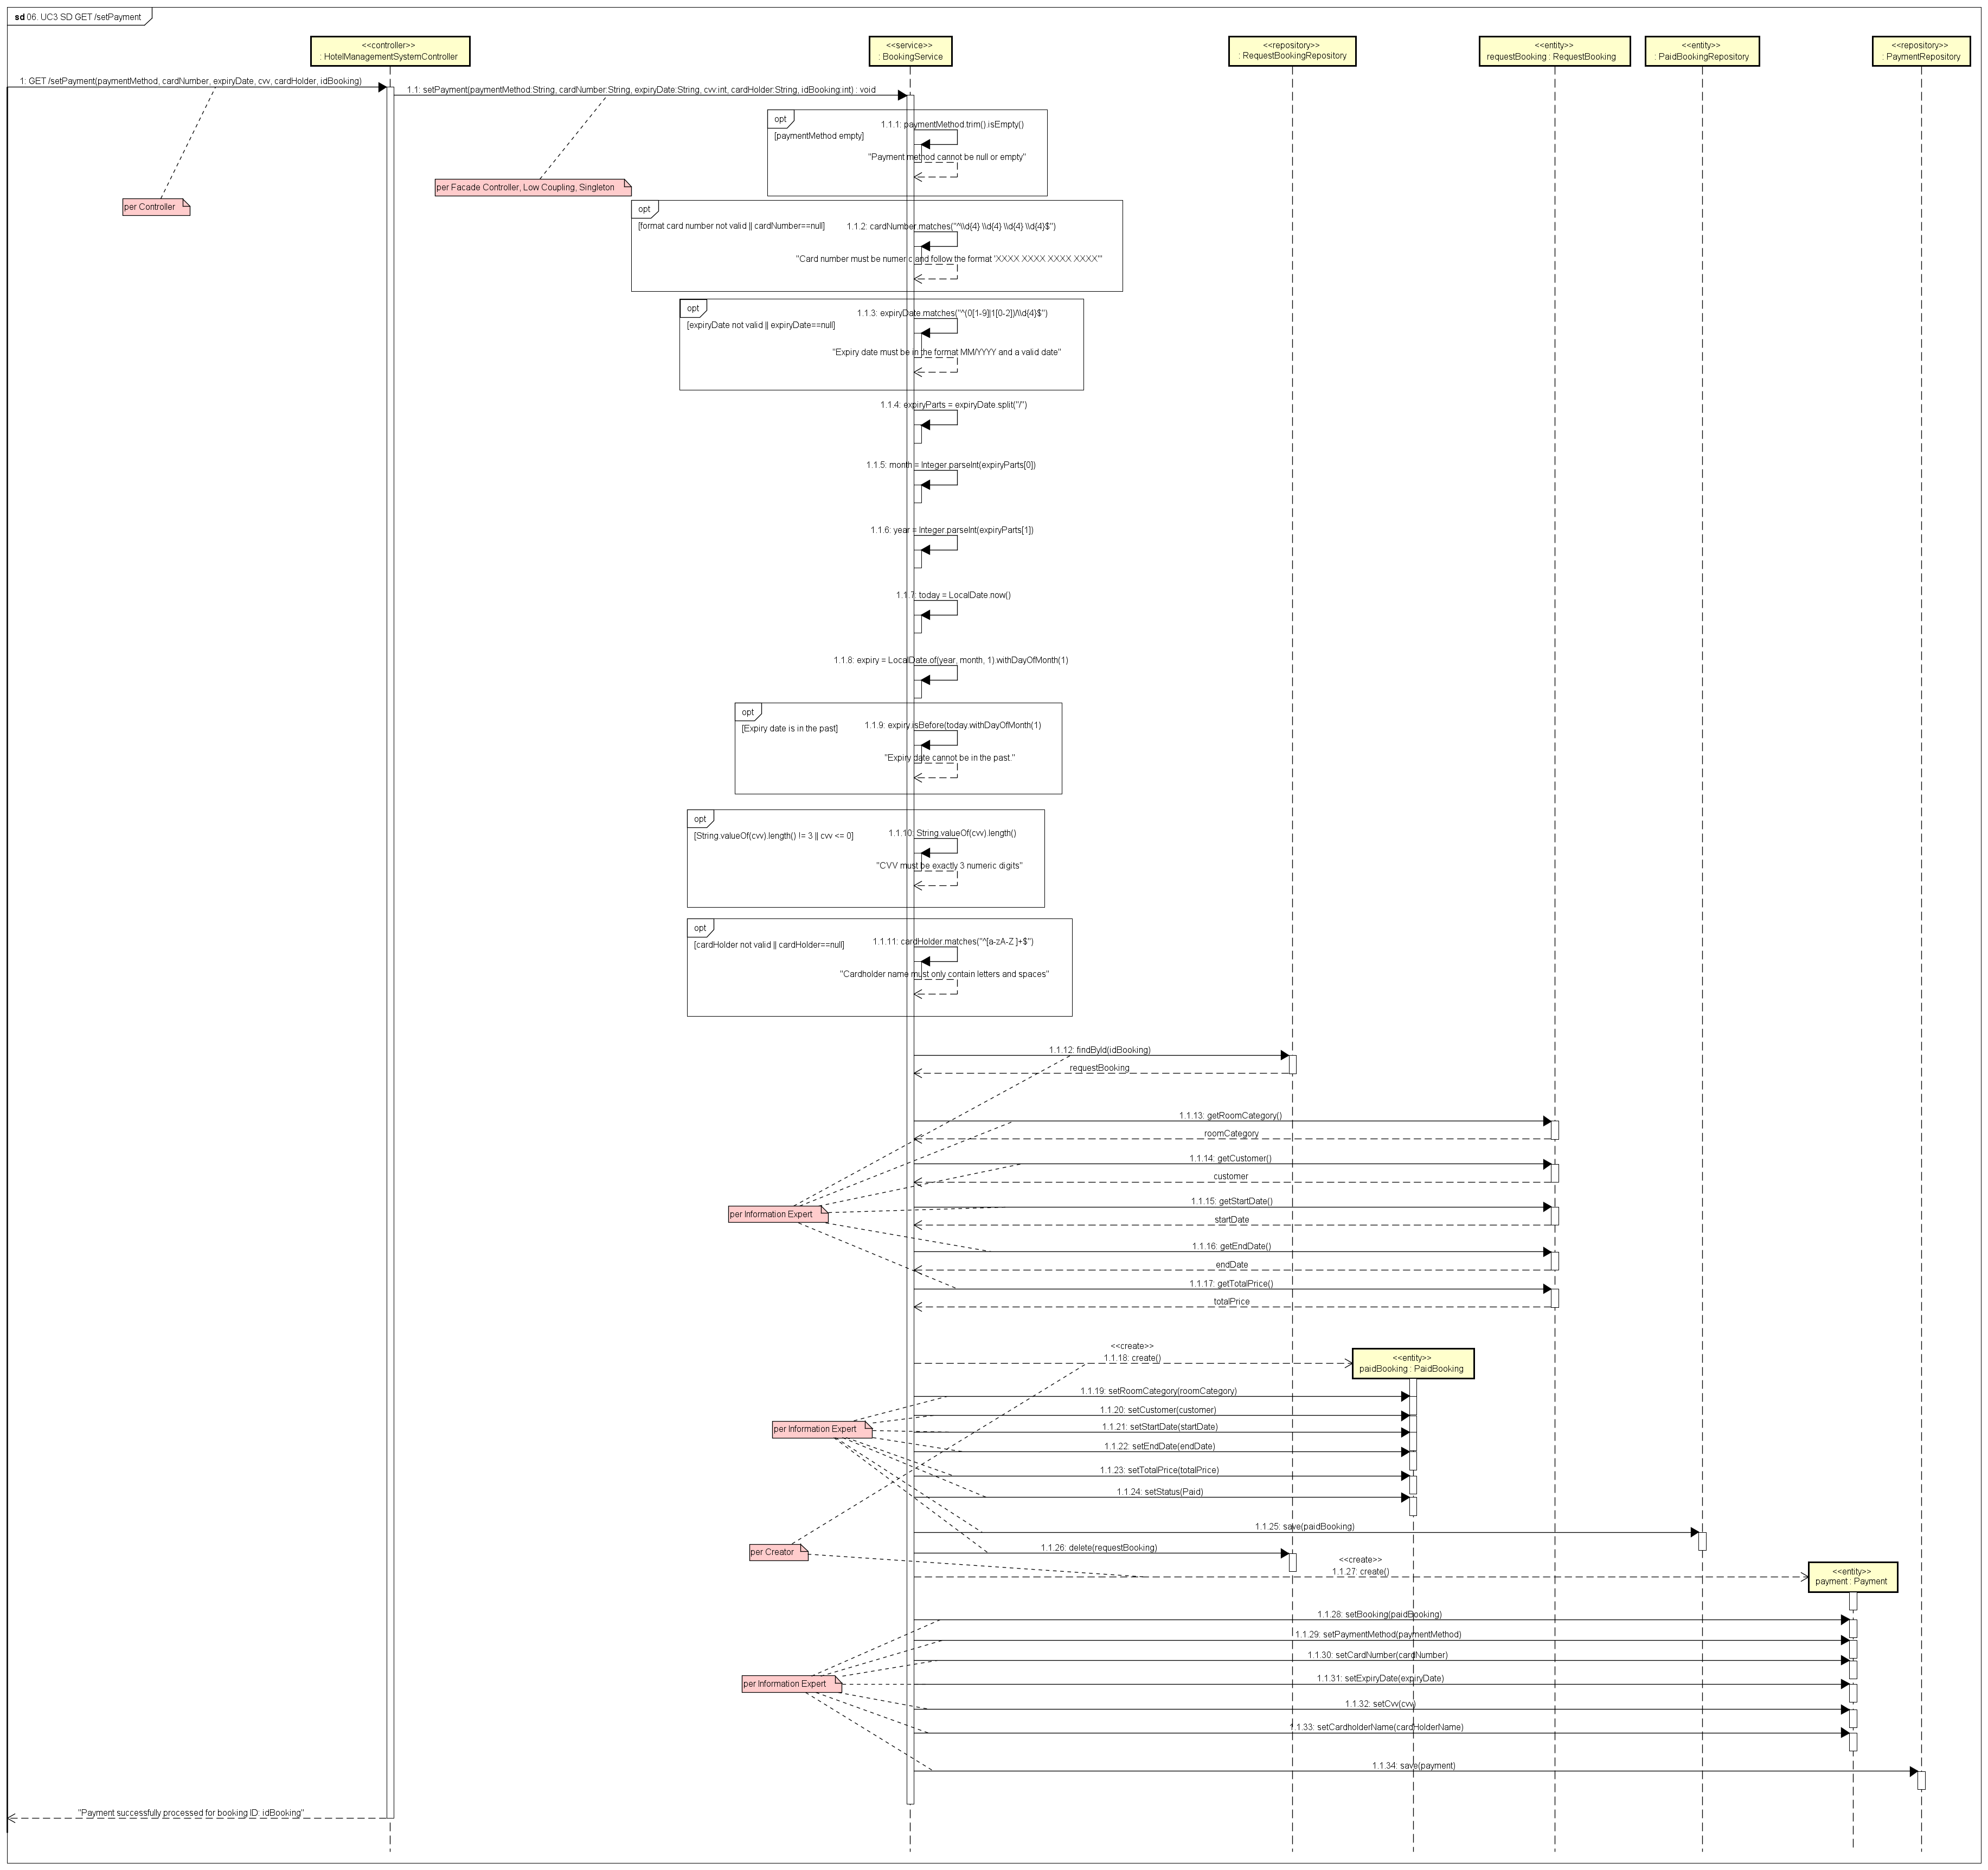 sd 06. UC3 SD GET /setPayment
<<controller>>
: HotelManagementSystemController
<<service>>
: BookingService
<<repository>>
: RequestBookingRepository
<<entity>>
requestBooking : RequestBooking
<<entity>>
: PaidBookingRepository
<<repository>>
: PaymentRepository
1: GET /setPayment(paymentMethod, cardNumber, expiryDate, cvv, cardHolder, idBooking)
1.1: setPayment(paymentMethod:String, cardNumber:String, expiryDate:String, cvv:int, cardHolder:String, idBooking:int) : void
opt
1.1.1: paymentMethod.trim().isEmpty()
[paymentMethod empty]
"Payment method cannot be null or empty"
per Facade Controller, Low Coupling, Singleton
per Controller
opt
[format card number not valid || cardNumber==null]
1.1.2: cardNumber.matches("^\\d{4} \\d{4} \\d{4} \\d{4}$")
"Card number must be numeric and follow the format 'XXXX XXXX XXXX XXXX'"
opt
1.1.3: expiryDate.matches("^(0[1-9]|1[0-2])/\\d{4}$")
[expiryDate not valid || expiryDate==null]
"Expiry date must be in the format MM/YYYY and a valid date"
1.1.4: expiryParts = expiryDate.split("/")
1.1.5: month = Integer.parseInt(expiryParts[0])
1.1.6: year = Integer.parseInt(expiryParts[1])
1.1.7: today = LocalDate.now()
1.1.8: expiry = LocalDate.of(year, month, 1).withDayOfMonth(1)
opt
1.1.9: expiry.isBefore(today.withDayOfMonth(1)
[Expiry date is in the past]
"Expiry date cannot be in the past."
opt
1.1.10: String.valueOf(cvv).length()
[String.valueOf(cvv).length() != 3 || cvv <= 0]
"CVV must be exactly 3 numeric digits"
opt
1.1.11: cardHolder.matches("^[a-zA-Z ]+$")
[cardHolder not valid || cardHolder==null]
"Cardholder name must only contain letters and spaces"
1.1.12: findById(idBooking)
requestBooking
1.1.13: getRoomCategory()
roomCategory
1.1.14: getCustomer()
customer
1.1.15: getStartDate()
per Information Expert
startDate
1.1.16: getEndDate()
endDate
1.1.17: getTotalPrice()
totalPrice
<<create>>
1.1.18: create()
<<entity>>
paidBooking : PaidBooking
1.1.19: setRoomCategory(roomCategory)
1.1.20: setCustomer(customer)
per Information Expert
1.1.21: setStartDate(startDate)
1.1.22: setEndDate(endDate)
1.1.23: setTotalPrice(totalPrice)
1.1.24: setStatus(Paid)
1.1.25: save(paidBooking)
1.1.26: delete(requestBooking)
per Creator
<<create>>
1.1.27: create()
<<entity>>
payment : Payment
1.1.28: setBooking(paidBooking)
1.1.29: setPaymentMethod(paymentMethod)
1.1.30: setCardNumber(cardNumber)
1.1.31: setExpiryDate(expiryDate)
per Information Expert
1.1.32: setCvv(cvv)
1.1.33: setCardholderName(cardHolderName)
1.1.34: save(payment)
"Payment successfully processed for booking ID: idBooking"